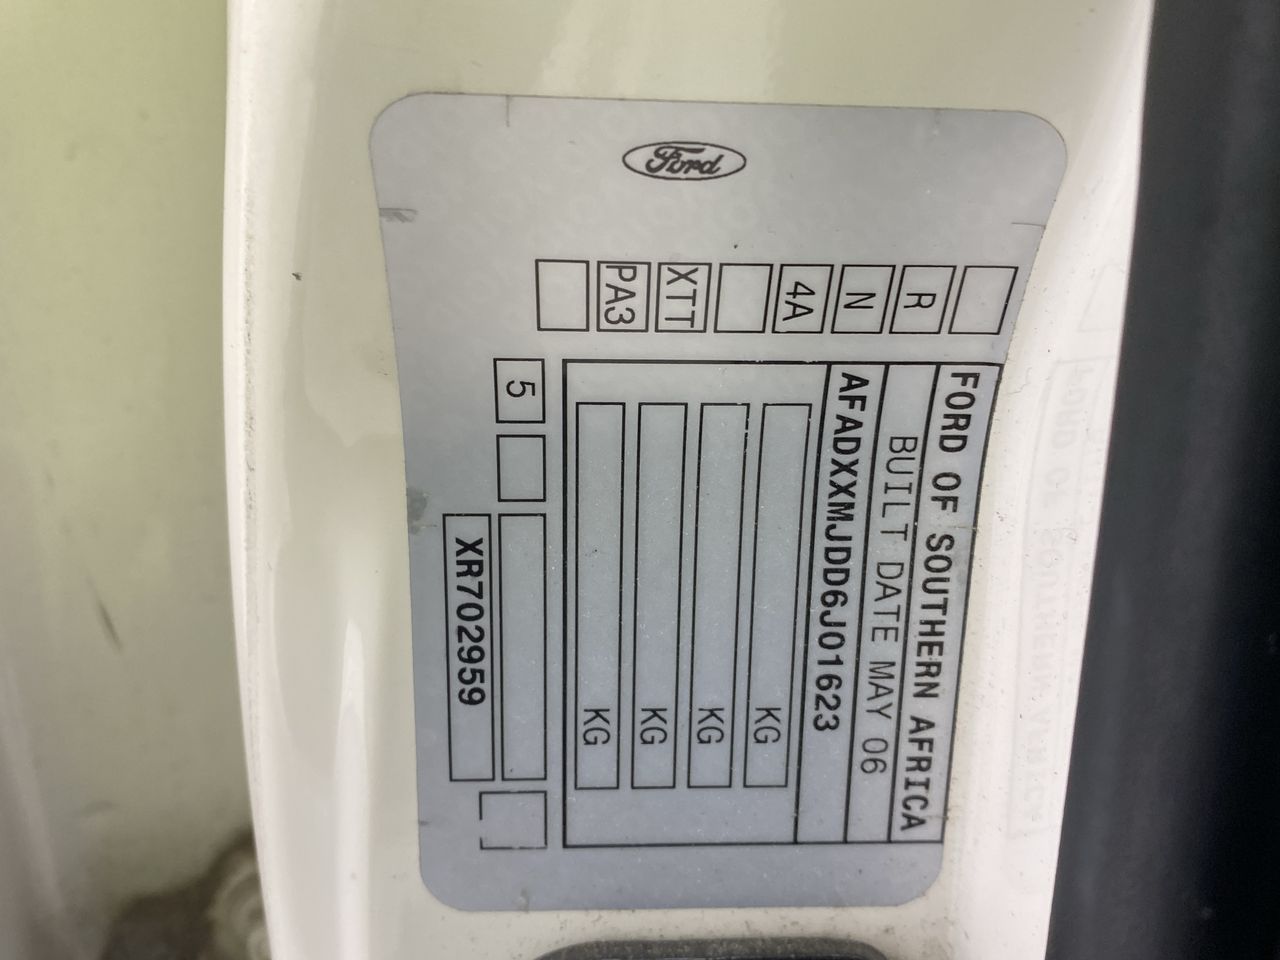 Ford
FORD OF SOUTHERN AFRICA
BUILT DATE MAY 06
AFADXXMJDD6J01623
KG
KG
KG
KG
R
N
4A
XTT
PA3
5
XR702959